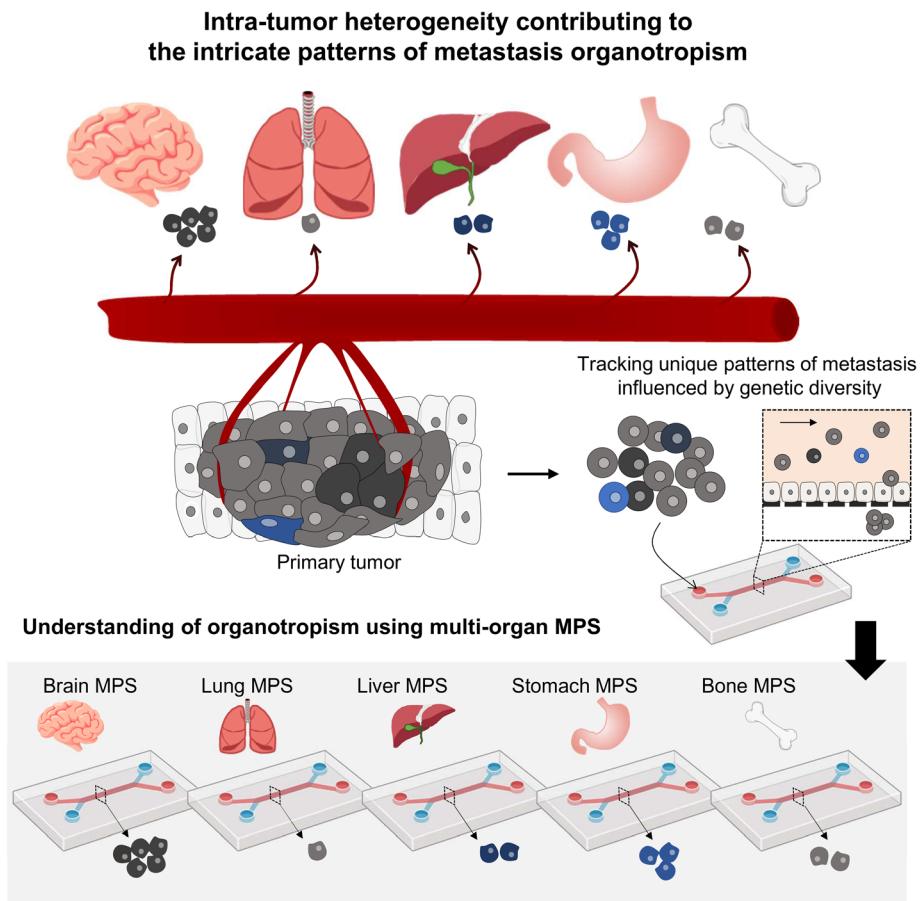 Intra-tumor heterogeneity contributing to
the intricate patterns of metastasis organotropism
Tracking unique patterns of metastasis
influenced by genetic diversity
Primary tumor
Understanding of organotropism using multi-organ MPS
Brain MPS
Lung MPS
Liver MPS
Stomach MPS
Bone MPS